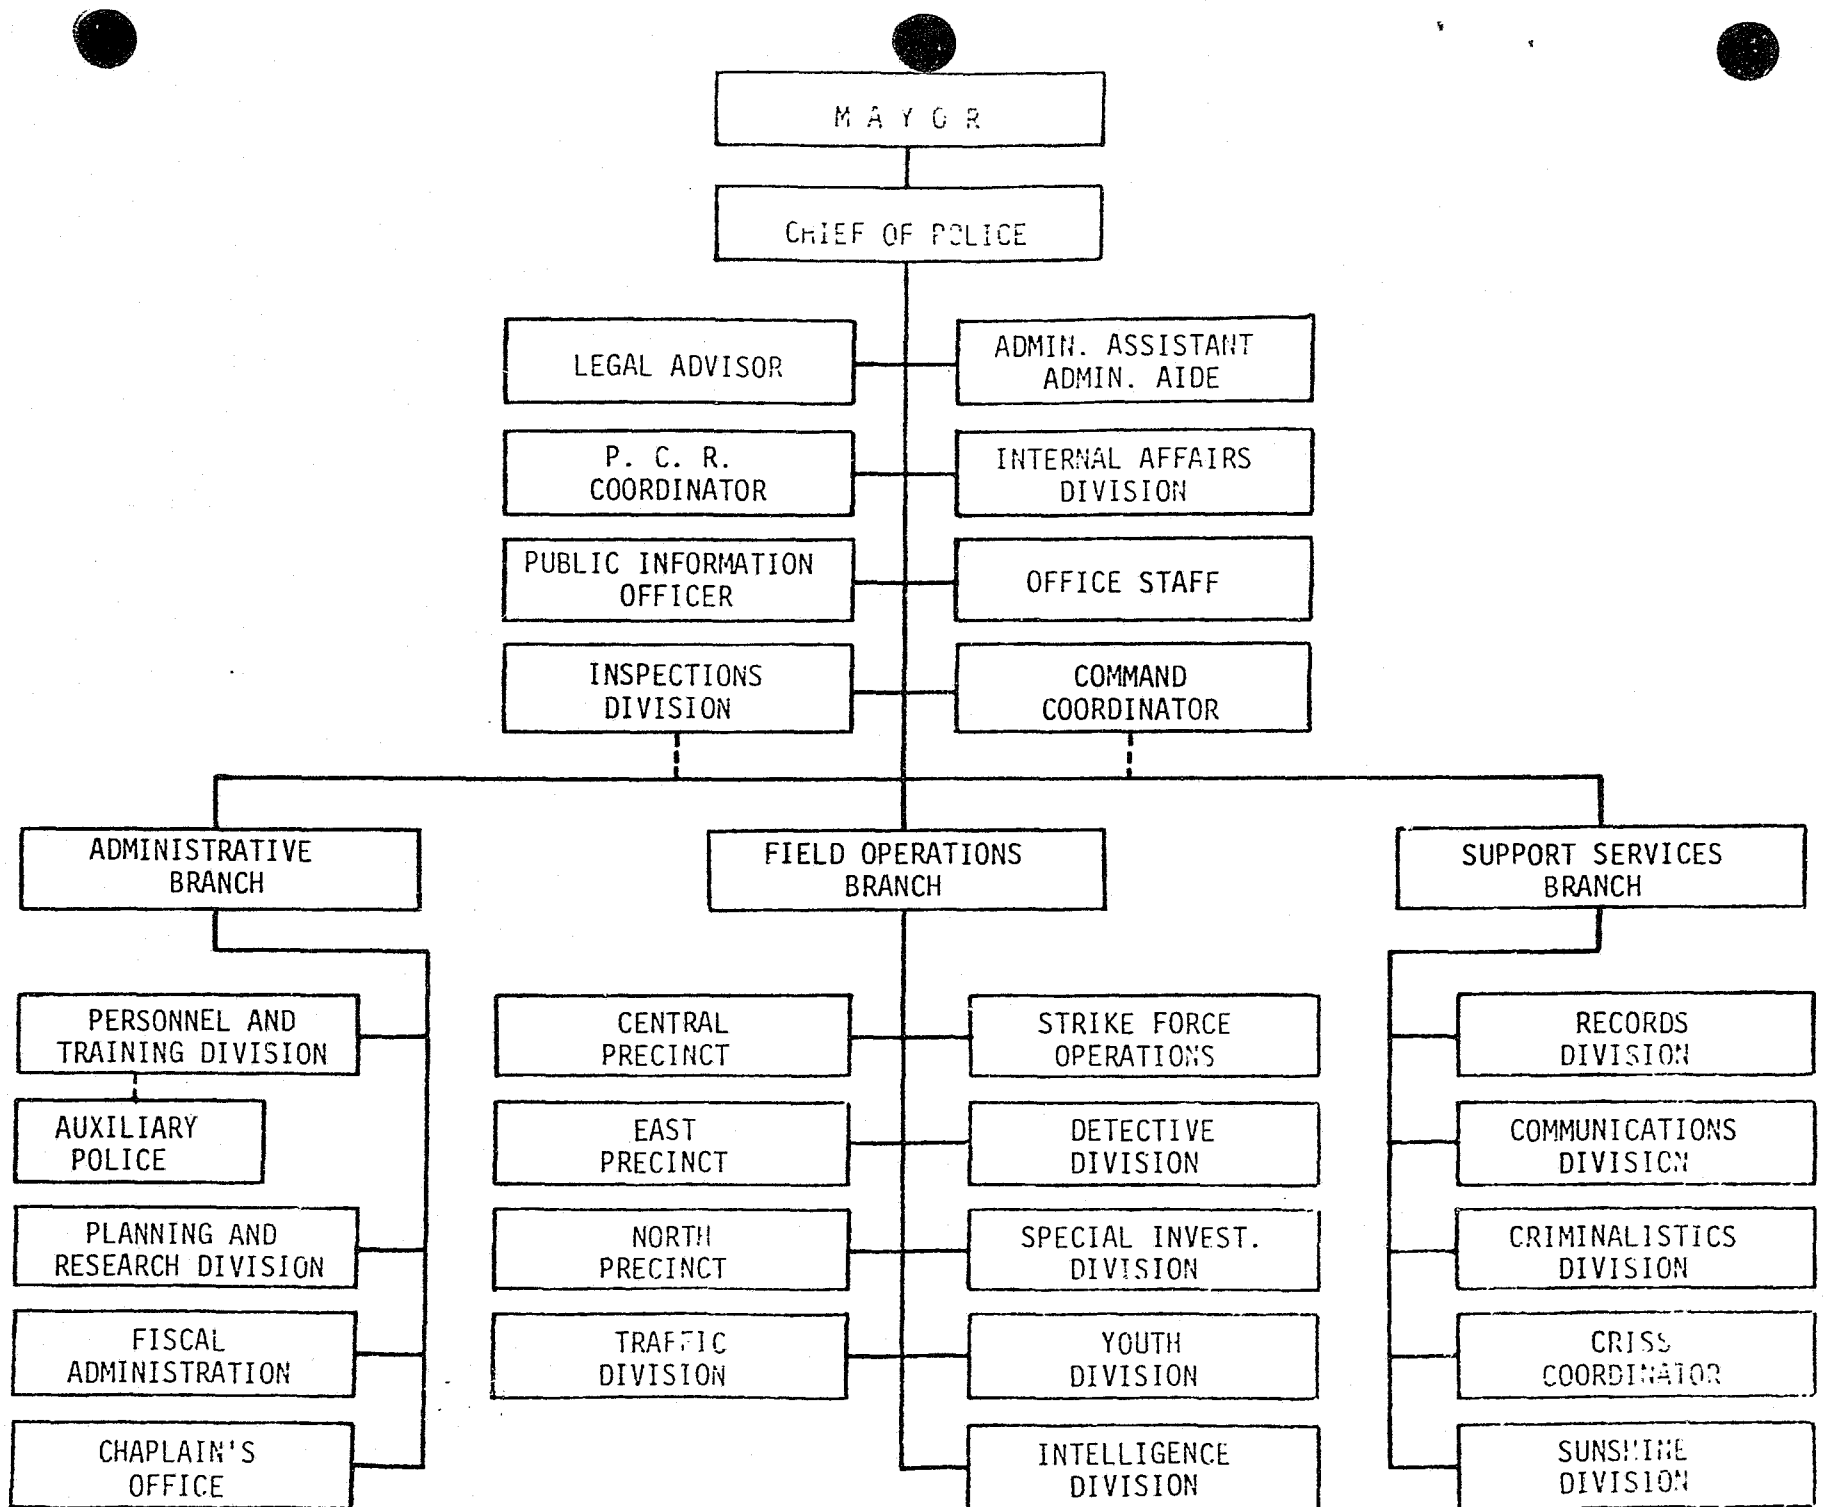 MAYOR
CHIEF OF POLICE
LEGAL ADVISOR
ADMIN. ASSISTANT
ADMIN. AIDE
P. C. R.
COORDINATOR
INTERNAL AFFAIRS
DIVISION
PUBLIC INFORMATION
OFFICER
OFFICE STAFF
INSPECTIONS
DIVISION
COMMAND
COORDINATOR
ADMINISTRATIVE
BRANCH
FIELD OPERATIONS
BRANCH
SUPPORT SERVICES
BRANCH
PERSONNEL AND
TRAINING DIVISION
AUXILIARY
POLICE
PLANNING AND
RESEARCH DIVISION
FISCAL
ADMINISTRATION
CHAPLAIN'S
OFFICE
CENTRAL
PRECINCT
EAST
PRECINCT
NORTH
PRECINCT
TRAFFIC
DIVISION
STRIKE FORCE
OPERATIONS
DETECTIVE
DIVISION
SPECIAL INVEST.
DIVISION
YOUTH
DIVISION
INTELLIGENCE
DIVISION
RECORDS
DIVISION
COMMUNICATIONS
DIVISION
CRIMINALISTICS
DIVISION
CRISS
COORDINATOR
SUNSHINE
DIVISION